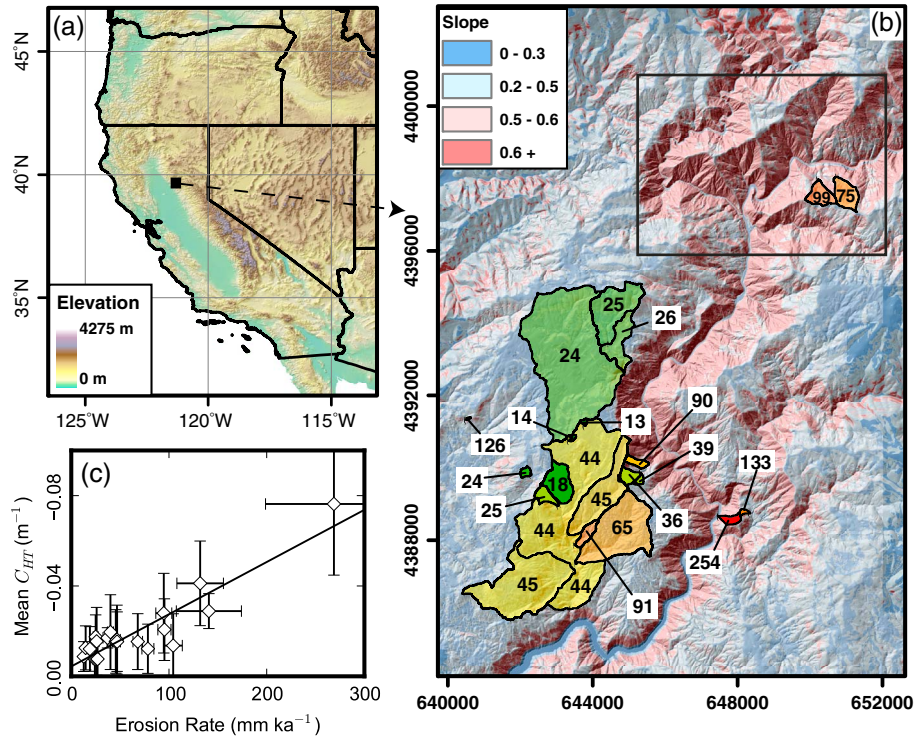 (a)
45°N
40°N
35°N
Elevation
4275 m
0 m
125°W
120°W
115°W
(b)
Slope
0 - 0.3
0.2 - 0.5
0.5 - 0.6
0.6 +
4400000
4396000
4392000
4388000
99
75
25
26
24
14
13
90
126
44
39
24
18
133
25
45
36
44
65
254
45
44
91
640000
644000
648000
652000
(c)
−0.08
−0.04
0.00
Mean C_HT (m⁻¹)
0
100
200
300
Erosion Rate (mm ka⁻¹)